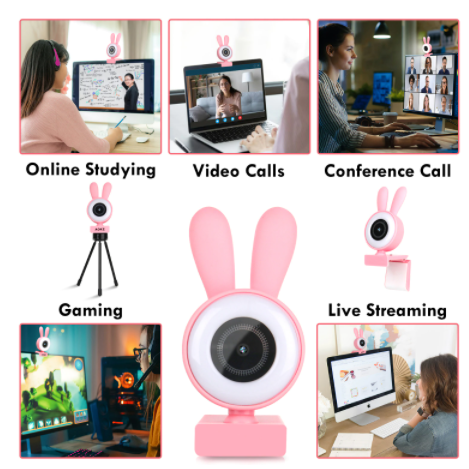 Online Studying
Video Calls
Conference Call
Gaming
Live Streaming